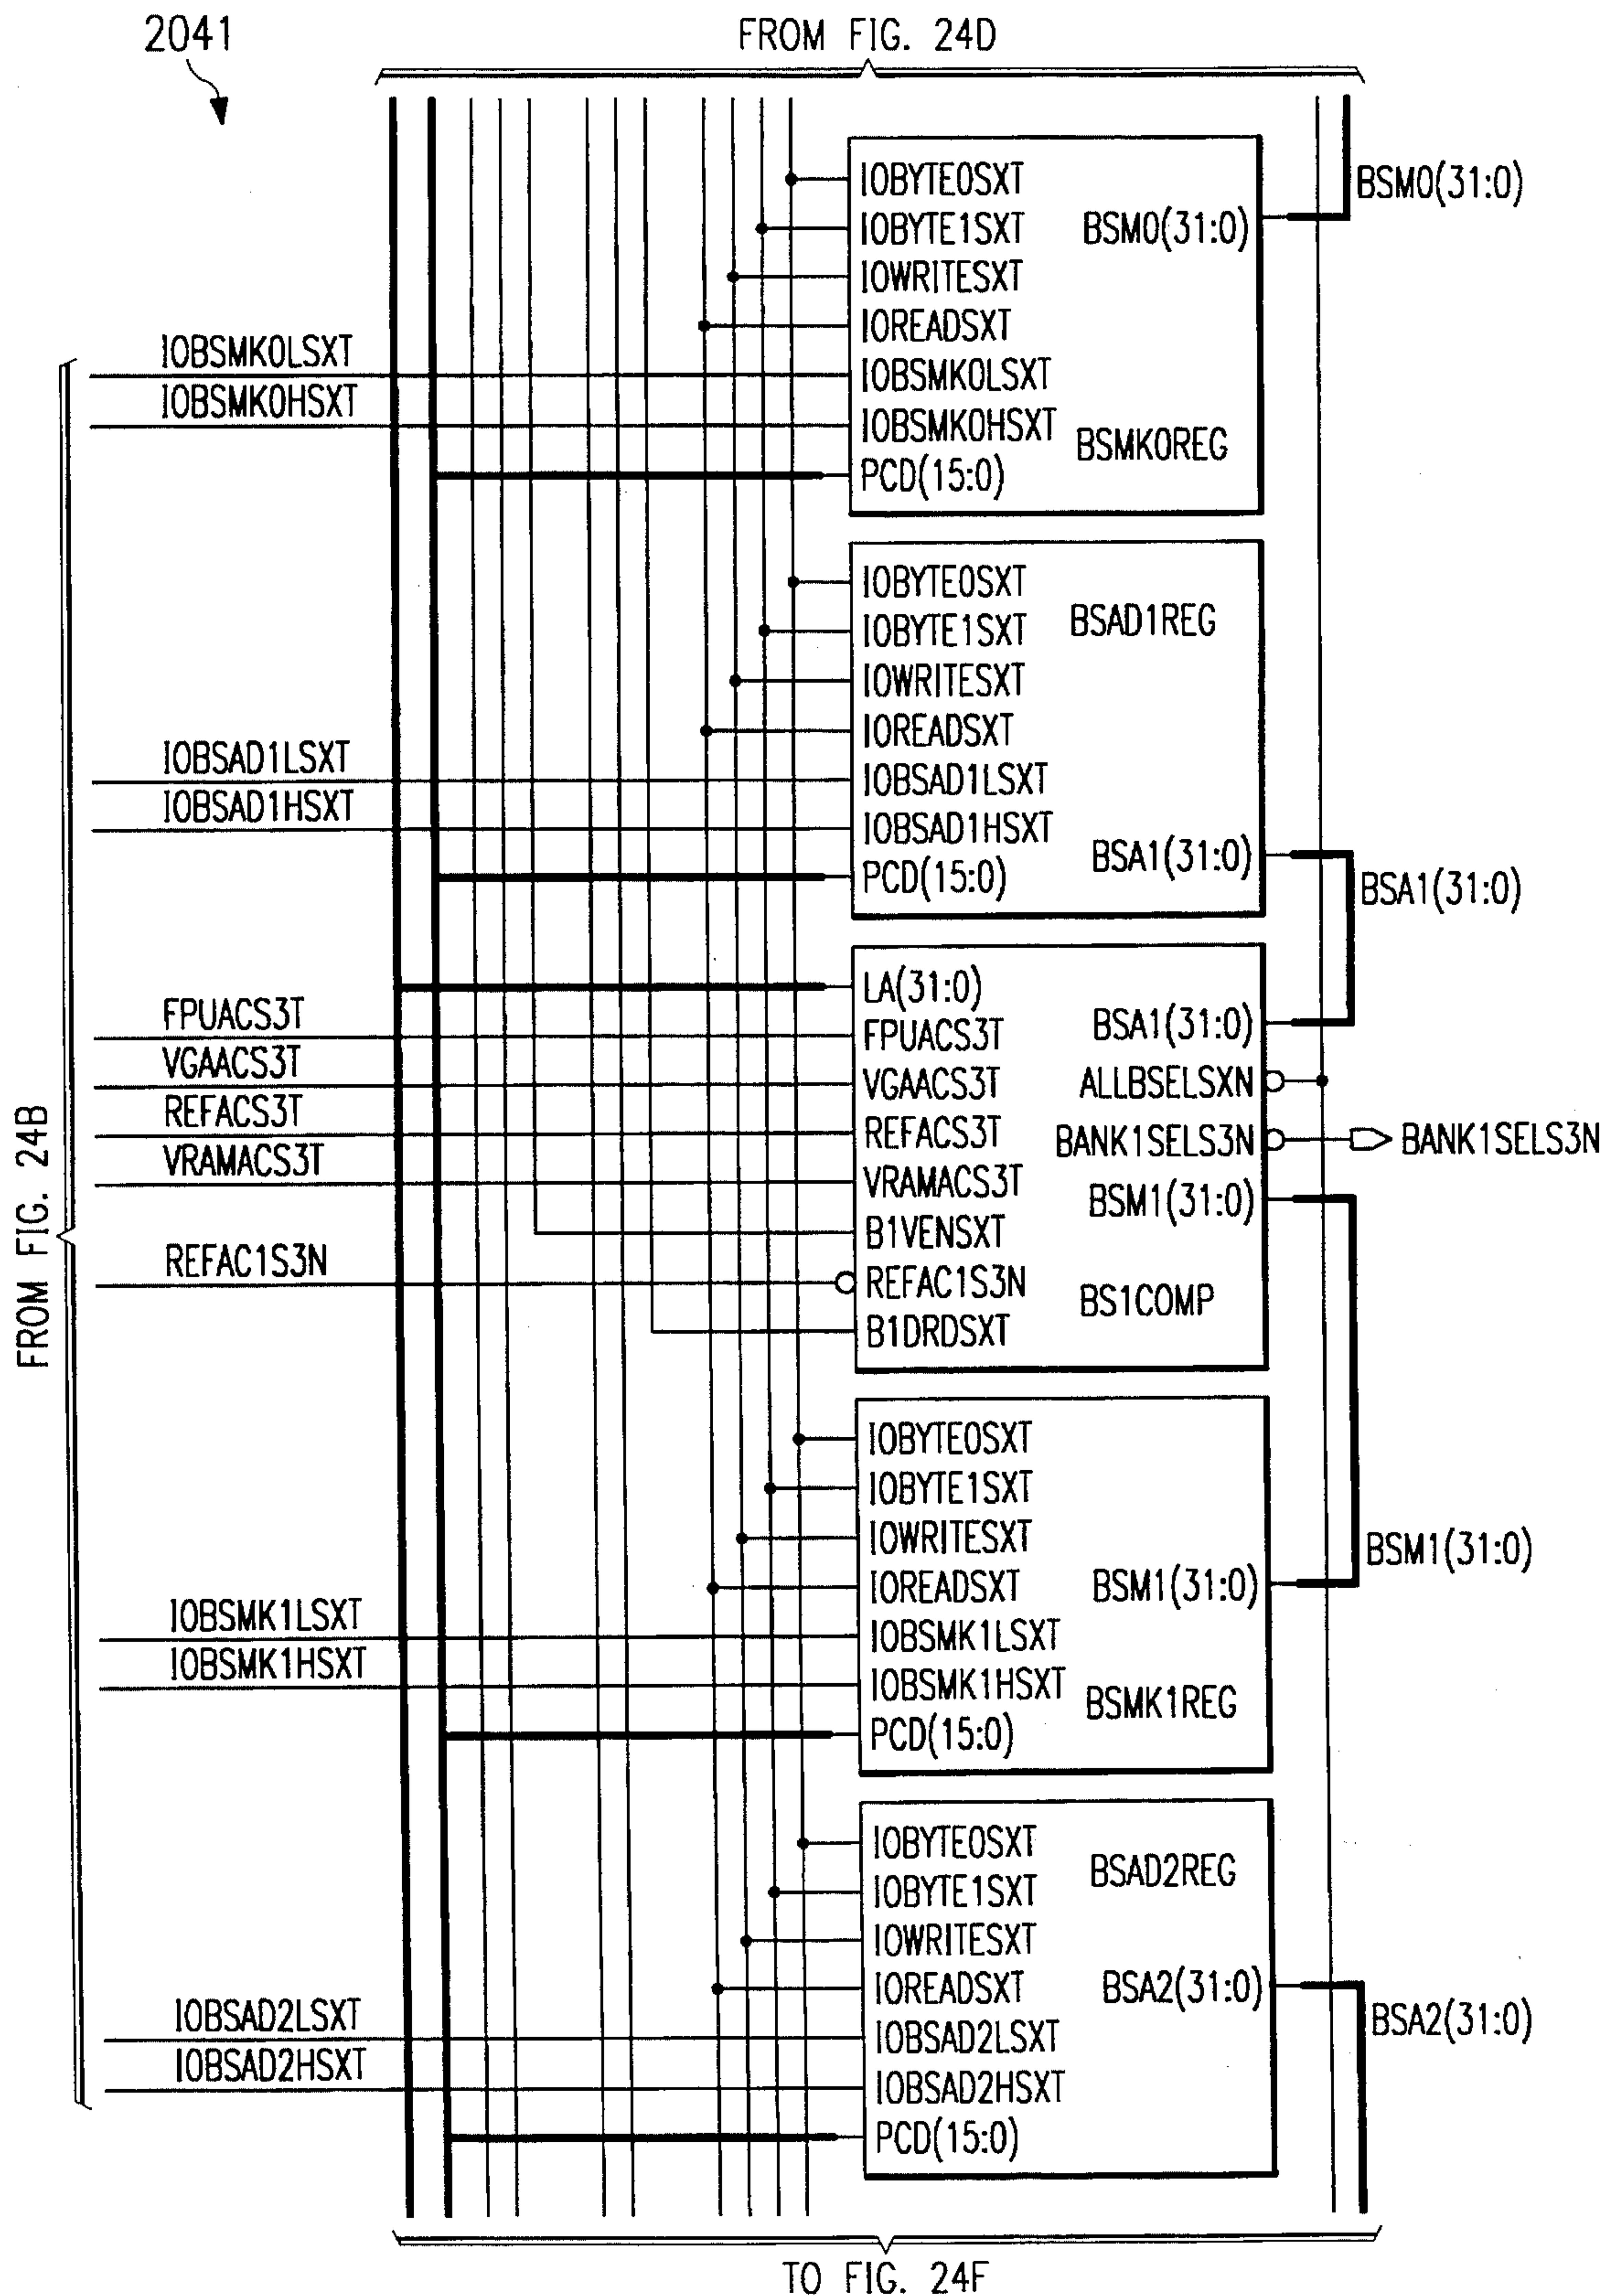 2041
FROM FIG. 24D
IOBYTE0SXT
IOBYTE1SXT
IOWRITESXT
IOREADSXT
IOBSMK0LSXT
IOBSMK0HSXT
PCD(15:0)
BSM0(31:0)
BSMK0REG
BSM0(31:0)
IOBSMK0LSXT
IOBSMK0HSXT
IOBYTE0SXT
IOBYTE1SXT
IOWRITESXT
IOREADSXT
IOBSAD1LSXT
IOBSAD1HSXT
PCD(15:0)
BSAD1REG
BSA1(31:0)
BSA1(31:0)
IOBSAD1LSXT
IOBSAD1HSXT
LA(31:0)
FPUACS3T
VGAACS3T
REFACS3T
VRAMACS3T
B1VENSXT
REFAC1S3N
B1DRDSXT
BSA1(31:0)
ALLBSELSXN
BANK1SELS3N
BSM1(31:0)
BS1COMP
BANK1SELS3N
FPUACS3T
VGAACS3T
REFACS3T
VRAMACS3T
REFAC1S3N
FROM FIG. 24B
IOBYTE0SXT
IOBYTE1SXT
IOWRITESXT
IOREADSXT
IOBSMK1LSXT
IOBSMK1HSXT
PCD(15:0)
BSM1(31:0)
BSMK1REG
BSM1(31:0)
IOBSMK1LSXT
IOBSMK1HSXT
IOBYTE0SXT
IOBYTE1SXT
IOWRITESXT
IOREADSXT
IOBSAD2LSXT
IOBSAD2HSXT
PCD(15:0)
BSAD2REG
BSA2(31:0)
BSA2(31:0)
IOBSAD2LSXT
IOBSAD2HSXT
TO FIG. 24F